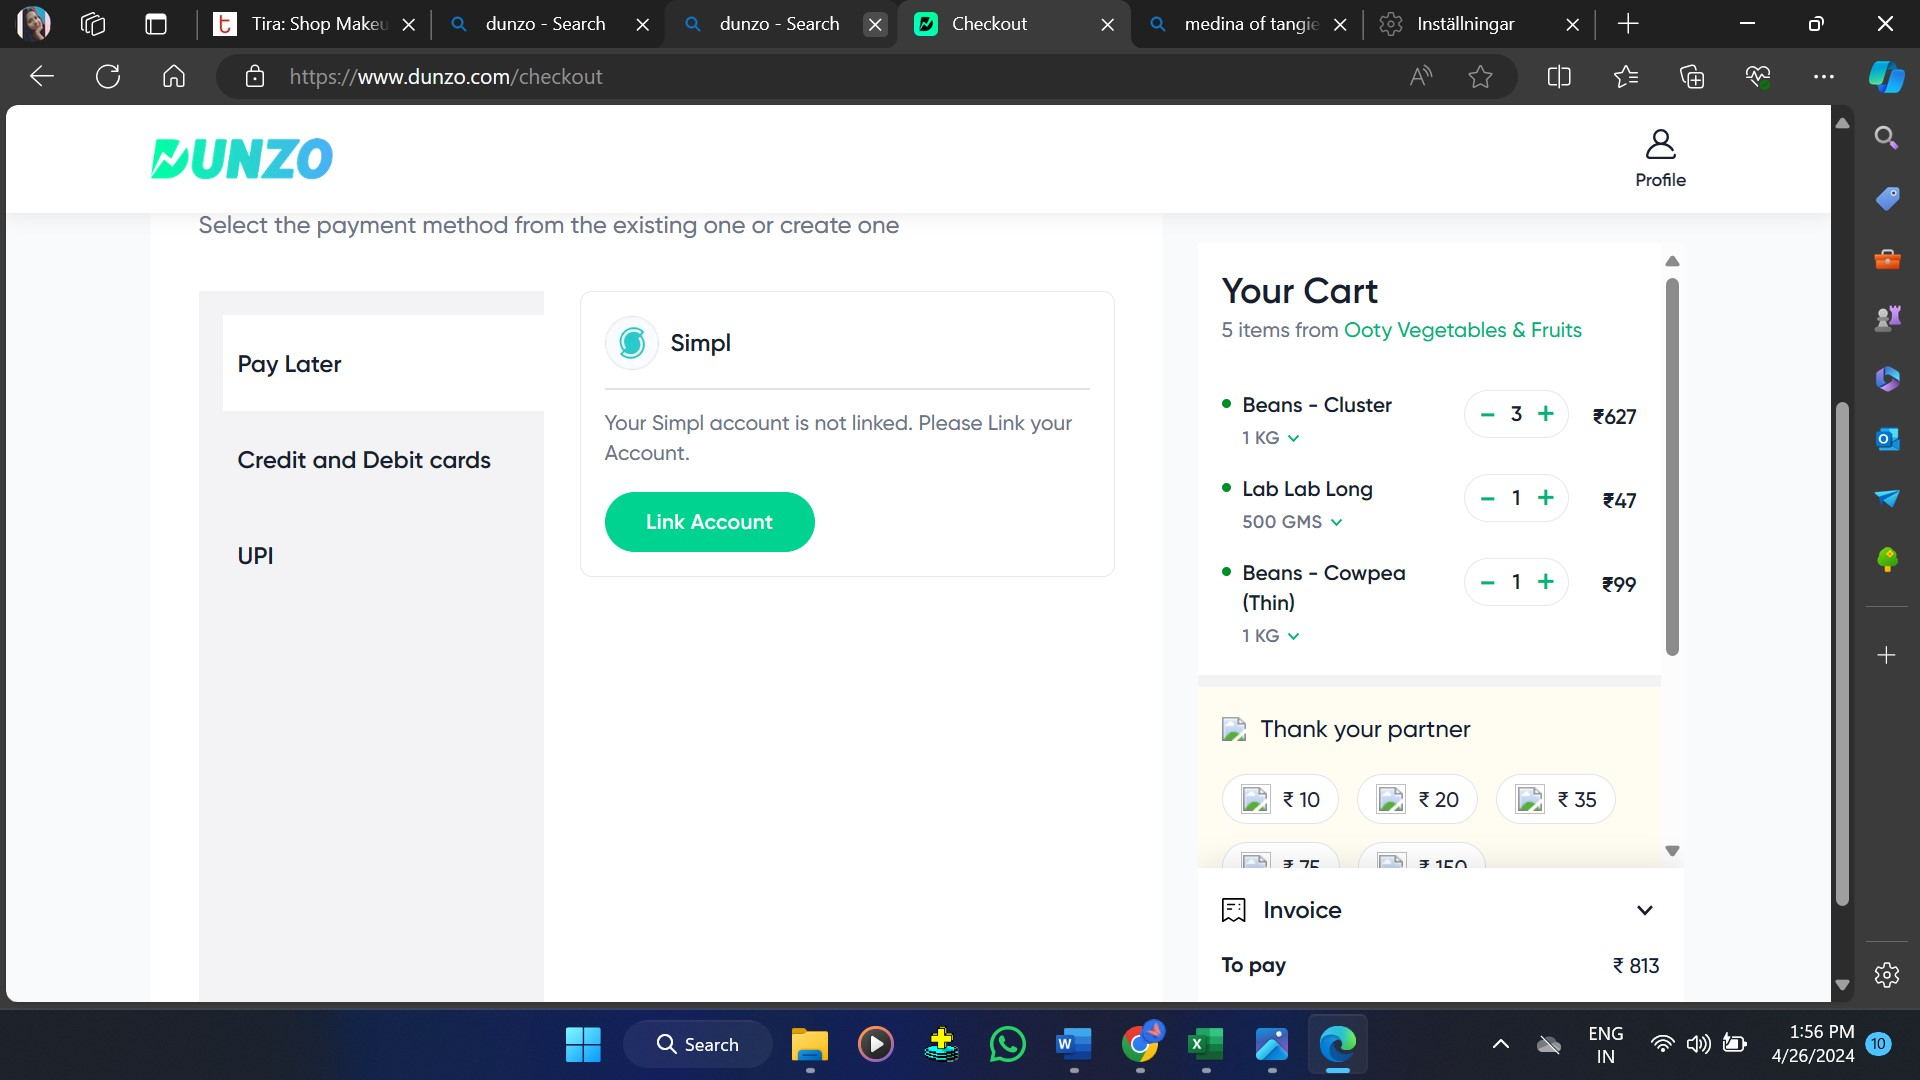 Tira: Shop Makeu
dunzo - Search
dunzo - Search
Checkout
medina of tangie
Inställningar
https://www.dunzo.com/checkout
DUNZO
Profile
Select the payment method from the existing one or create one
Pay Later
Credit and Debit cards
UPI
Simpl
Your Simpl account is not linked. Please Link your
Account.
Link Account
Your Cart
5 items from Ooty Vegetables & Fruits
Beans - Cluster
3
₹627
1 KG
Lab Lab Long
1
₹47
500 GMS
Beans - Cowpea
(Thin)
1
₹99
1 KG
Thank your partner
₹ 10
₹ 20
₹ 35
₹ 75
₹ 150
Invoice
To pay
₹ 813
Search
ENG
IN
1:56 PM
4/26/2024
10